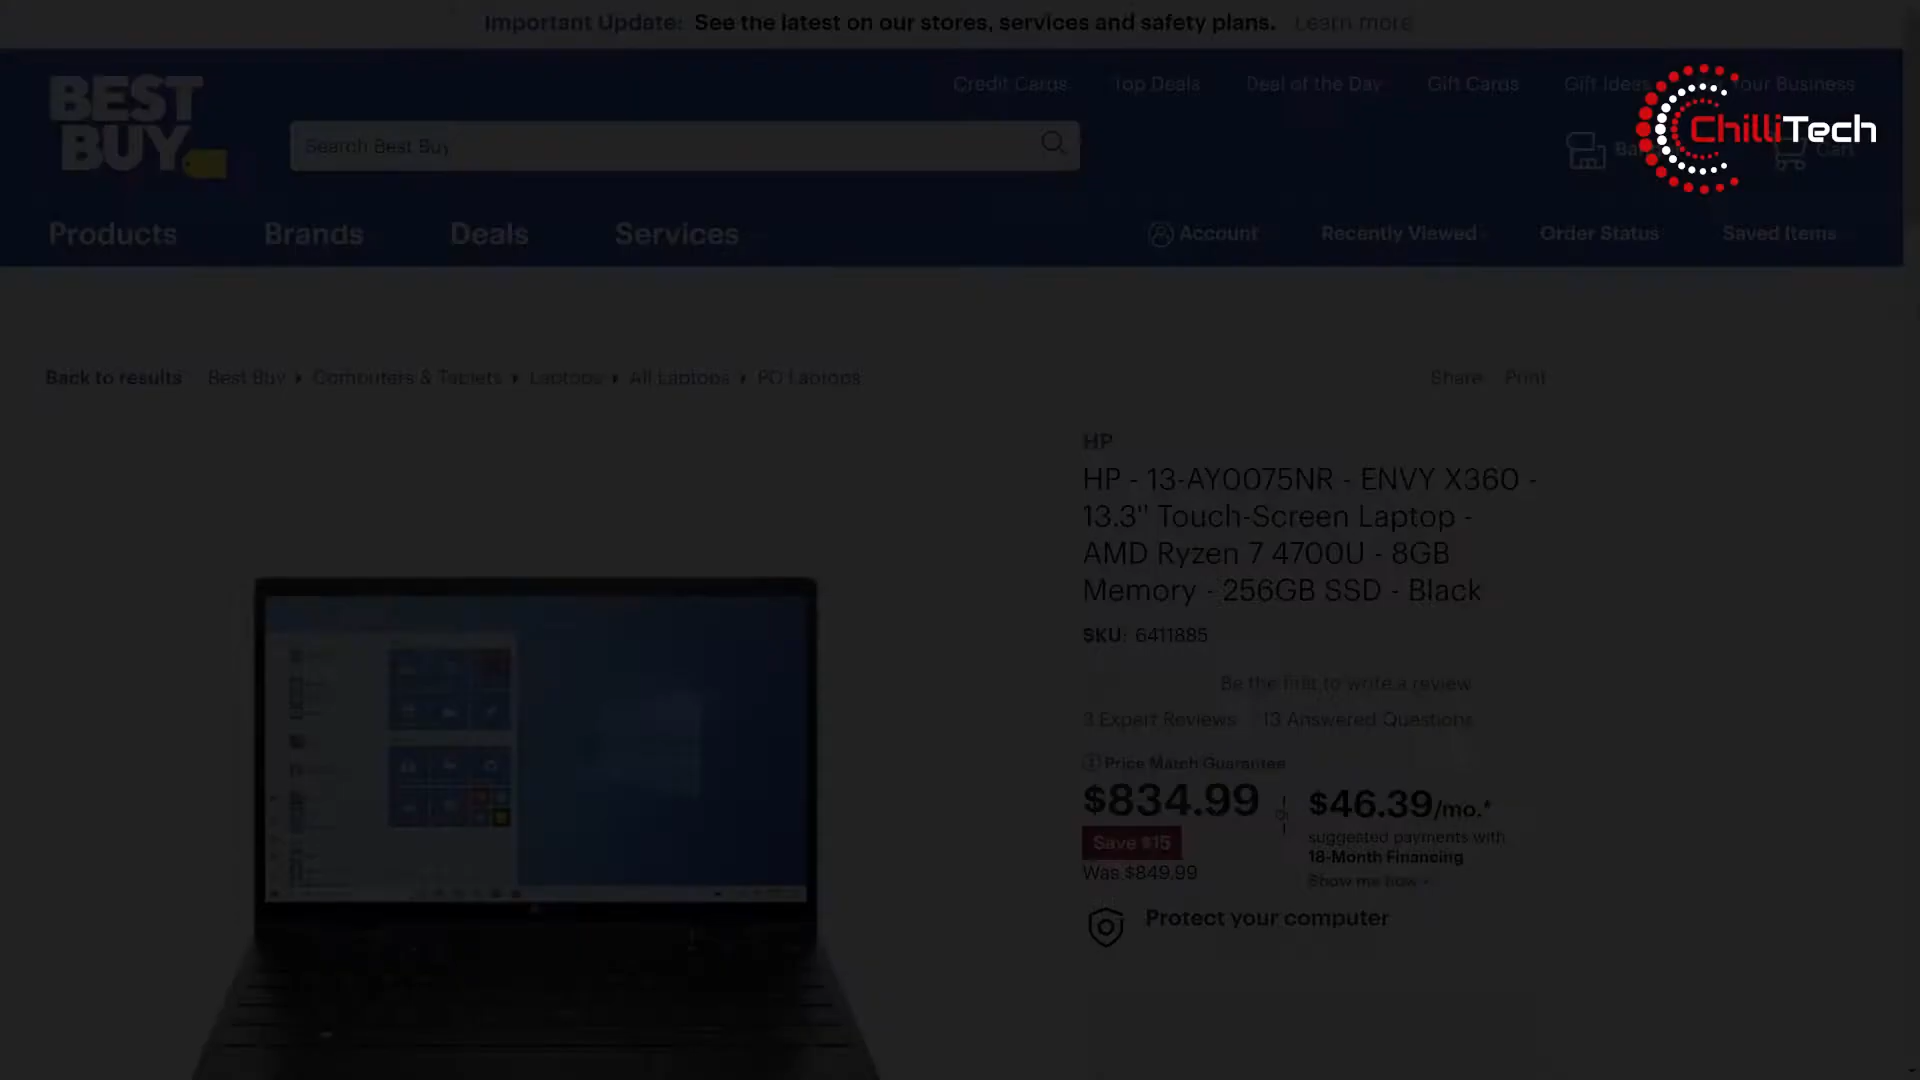 Important Update: See the latest on our stores, services and safety plans. Learn more
BEST
BUY
Credit Cards Top Deals Deal of the Day Gift Cards Gift Ideas Your Business
Search Best Buy
ChilliTech
Cart
Products Brands Deals Services
Account Recently Viewed Order Status Saved Items
Back to results Best Buy Computers & Tablets Laptops All Laptops PC Laptops
Share Print
HP
HP - 13-AY0075NR - ENVY X360 -
13.3" Touch-Screen Laptop -
AMD Ryzen 7 4700U - 8GB
Memory - 256GB SSD - Black
SKU: 6411885
Be the first to write a review
3 Expert Reviews 13 Answered Questions
Price Match Guarantee
$834.99 or $46.39/mo.*
Save $15
Was $849.99
suggested payments with
18-Month Financing
Show me how
Protect your computer